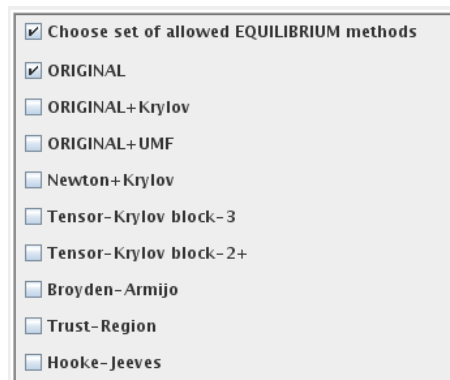 Choose set of allowed EQUILIBRIUM methods
ORIGINAL
ORIGINAL+Krylov
ORIGINAL+UMF
Newton+Krylov
Tensor-Krylov block-3
Tensor-Krylov block-2+
Broyden-Armijo
Trust-Region
Hooke-Jeeves